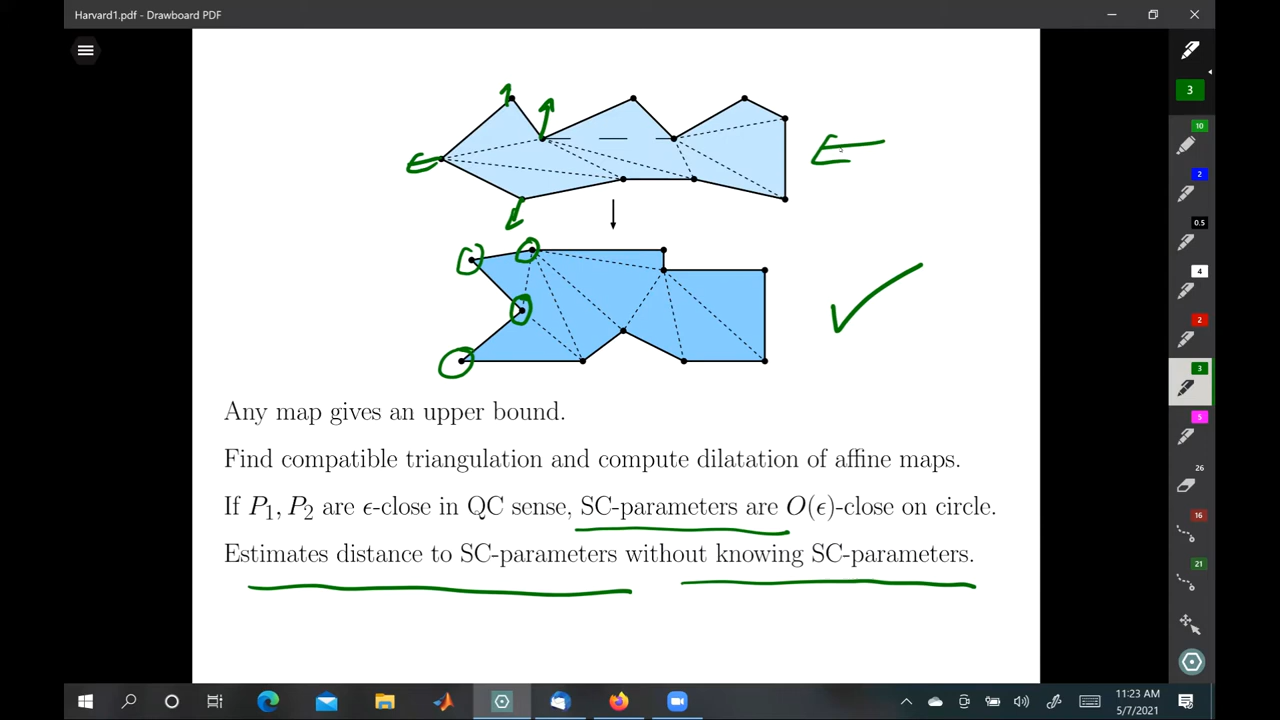 Harvard1.pdf - Drawboard PDF
3
10
2
0.5
4
2
3
5
26
16
21
Any map gives an upper bound.
Find compatible triangulation and compute dilatation of affine maps.
If P₁, P₂ are ϵ-close in QC sense, SC-parameters are O(ϵ)-close on circle.
Estimates distance to SC-parameters without knowing SC-parameters.
11:23 AM
5/7/2021